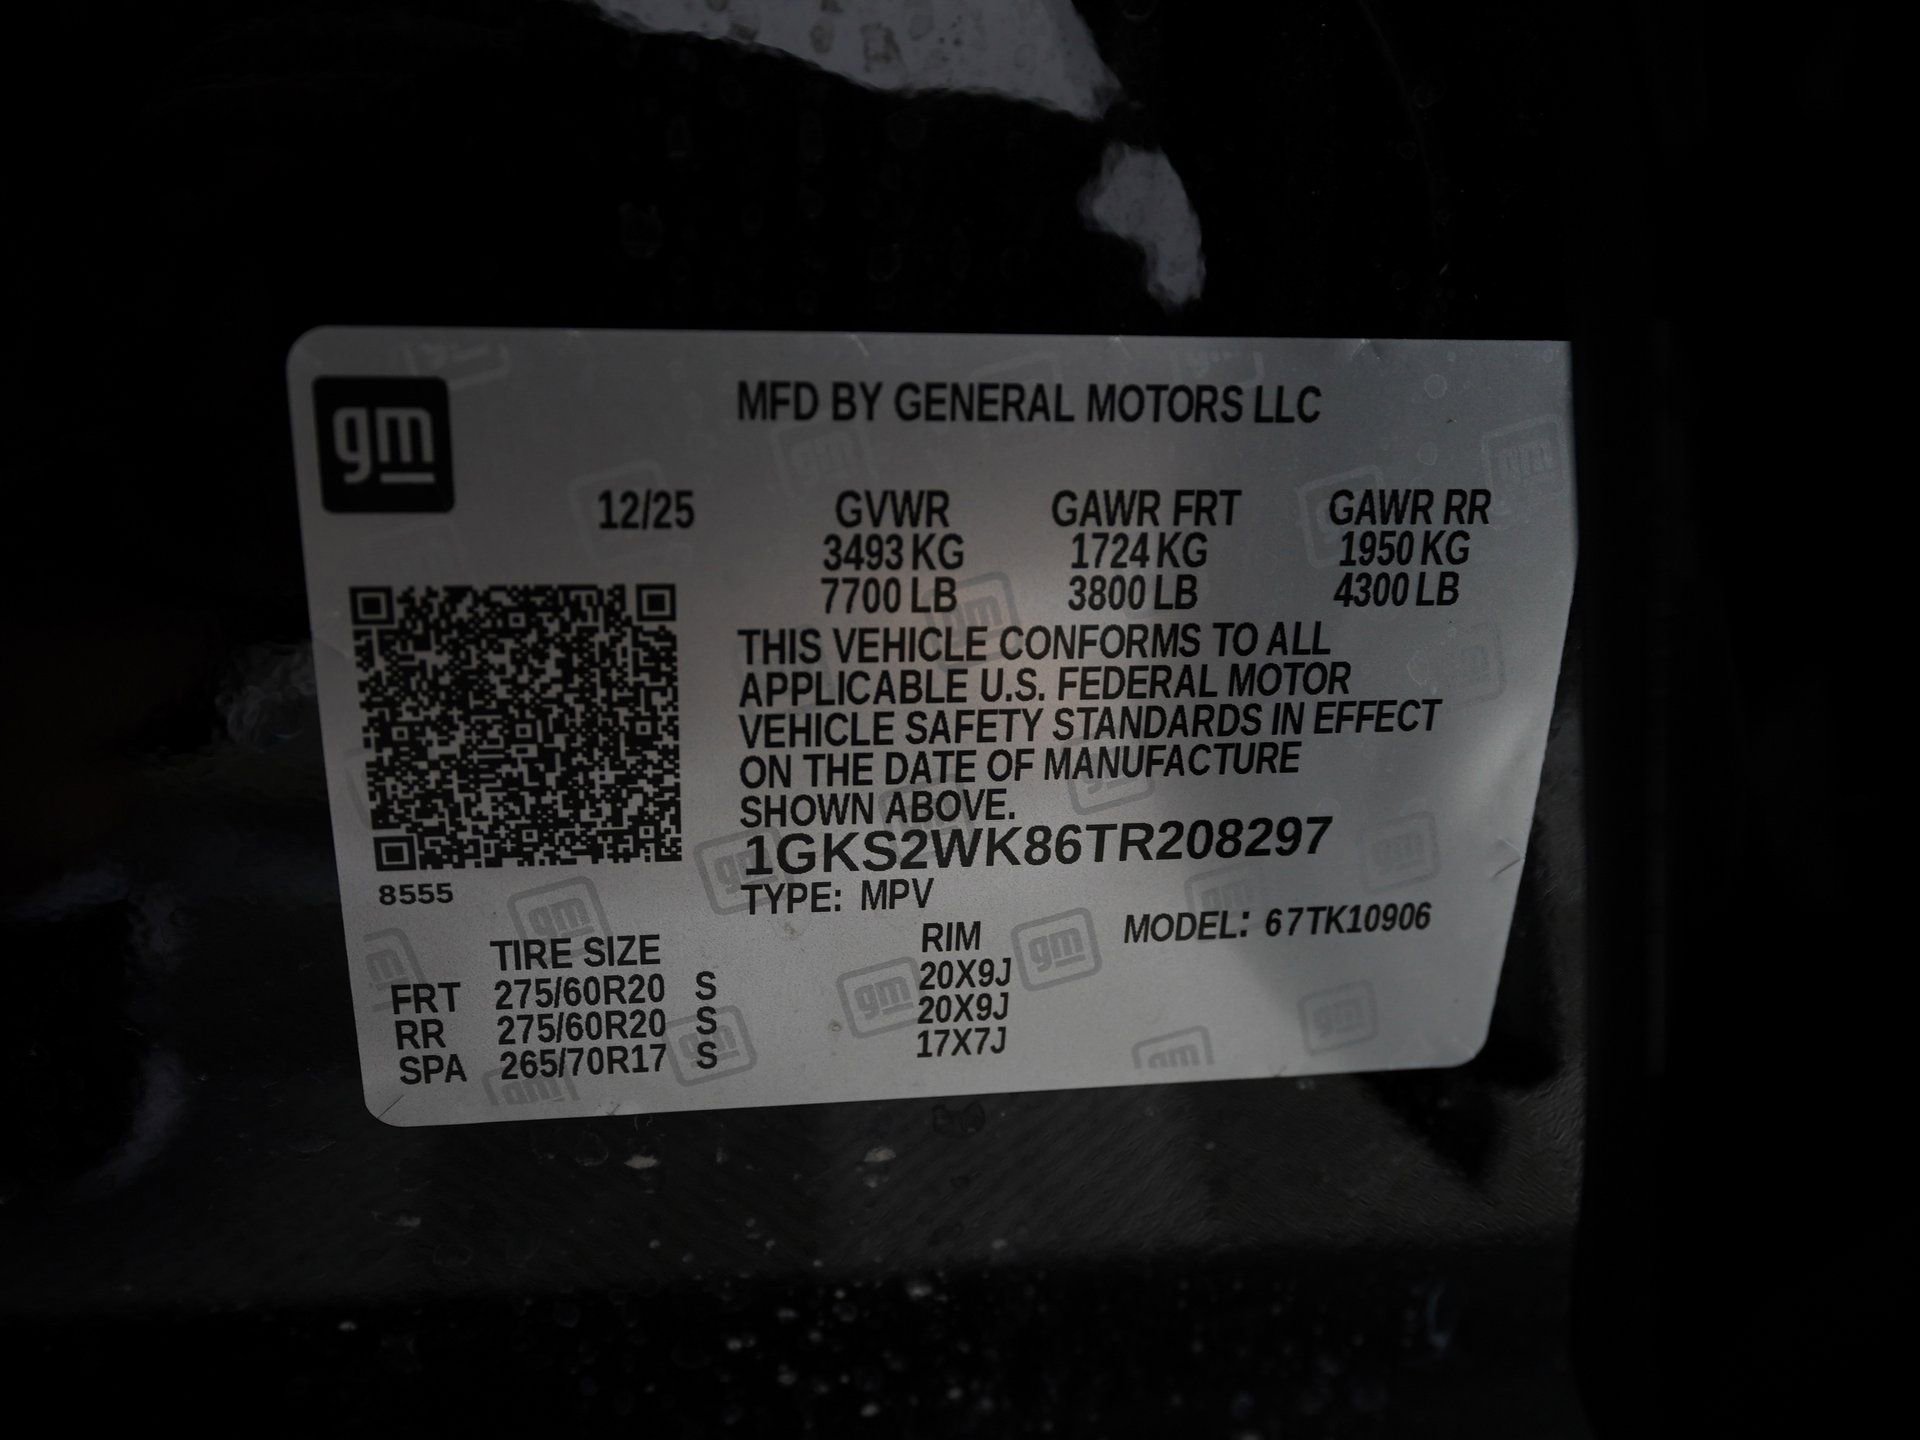 gm
MFD BY GENERAL MOTORS LLC
12/25 GVWR GAWR FRT GAWR RR
3493 KG 1724 KG 1950 KG
7700 LB 3800 LB 4300 LB
THIS VEHICLE CONFORMS TO ALL
APPLICABLE U.S. FEDERAL MOTOR
VEHICLE SAFETY STANDARDS IN EFFECT
ON THE DATE OF MANUFACTURE
SHOWN ABOVE.
1GKS2WK86TR208297
8555
TYPE: MPV
MODEL: 67TK10906
TIRE SIZE RIM
FRT 275/60R20 S 20X9J
RR 275/60R20 S 20X9J
SPA 265/70R17 S 17X7J